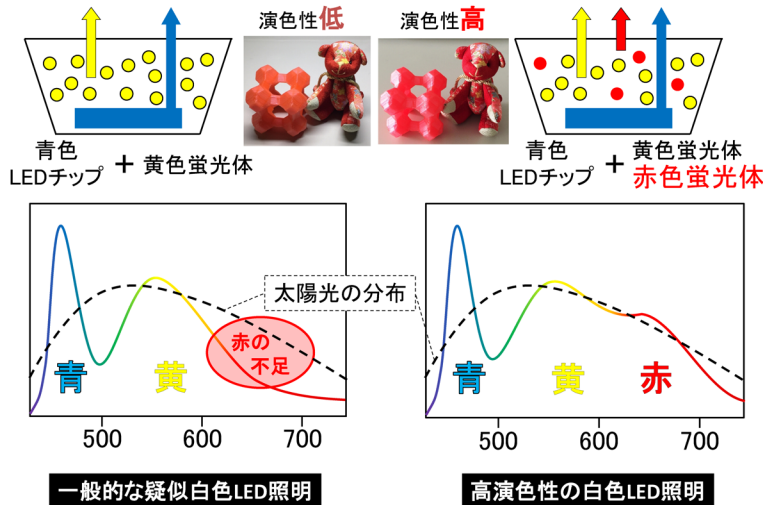 演色性低
演色性高
青色
LEDチップ
+
黄色蛍光体
青色
LEDチップ
+
黄色蛍光体
赤色蛍光体
太陽光の分布
赤の
不足
青
黄
500
600
700
青
黄
赤
500
600
700
一般的な疑似白色LED照明
高演色性の白色LED照明